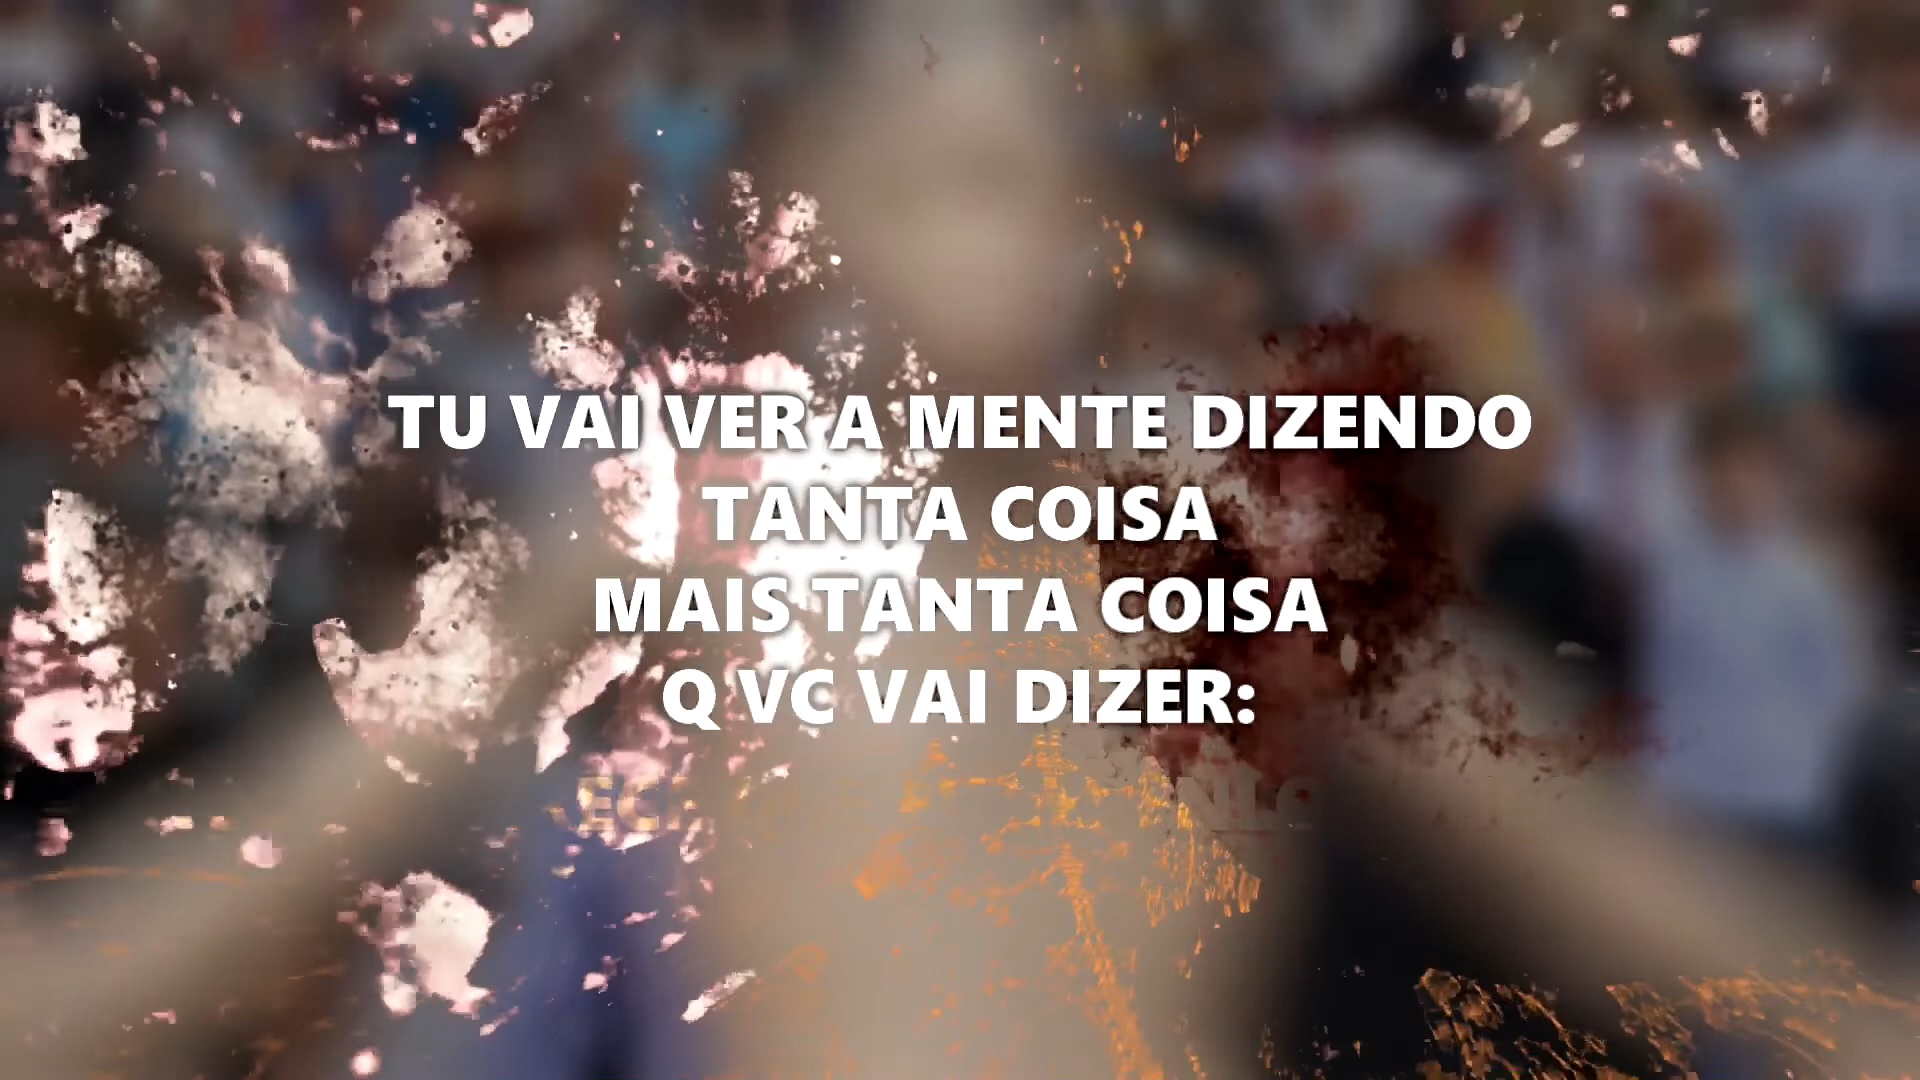 TU VAI VER A MENTE DIZENDO
TANTA COISA
MAIS TANTA COISA
Q VC VAI DIZER: